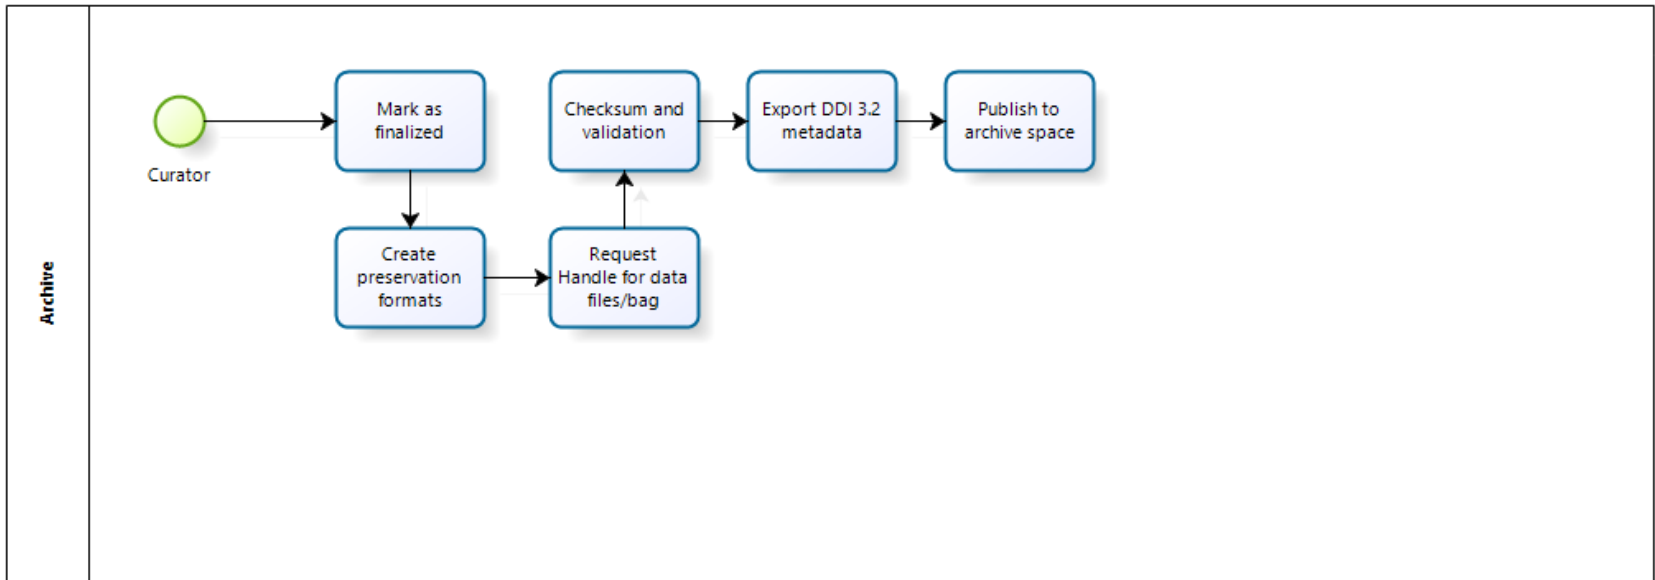 Archive
Curator
Mark as
finalized
Create
preservation
formats
Request
Handle for data
files/bag
Checksum and
validation
Export DDI 3.2
metadata
Publish to
archive space